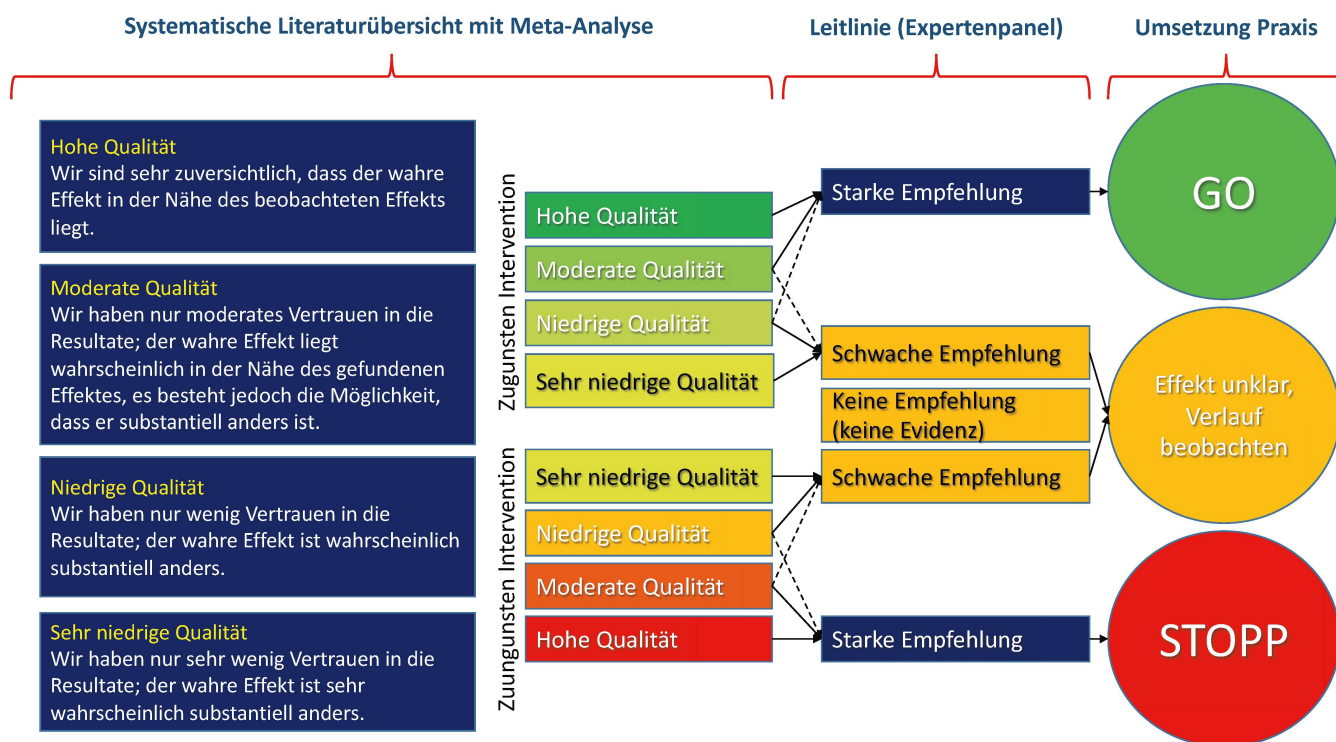 Systematische Literaturübersicht mit Meta-Analyse
Leitlinie (Expertenpanel)
Umsetzung Praxis
Hohe Qualität
Wir sind sehr zuversichtlich, dass der wahre
Effekt in der Nähe des beobachteten Effekts
liegt.
Moderate Qualität
Wir haben nur moderates Vertrauen in die
Resultate; der wahre Effekt liegt
wahrscheinlich in der Nähe des gefundenen
Effektes, es besteht jedoch die Möglichkeit,
dass er substantiell anders ist.
Niedrige Qualität
Wir haben nur wenig Vertrauen in die
Resultate; der wahre Effekt ist wahrscheinlich
substantiell anders.
Sehr niedrige Qualität
Wir haben nur sehr wenig Vertrauen in die
Resultate; der wahre Effekt ist sehr
wahrscheinlich substantiell anders.
Zugunsten Intervention
Hohe Qualität
Moderate Qualität
Niedrige Qualität
Sehr niedrige Qualität
Zuungunsten Intervention
Sehr niedrige Qualität
Niedrige Qualität
Moderate Qualität
Hohe Qualität
Starke Empfehlung
Schwache Empfehlung
Keine Empfehlung
(keine Evidenz)
Schwache Empfehlung
Starke Empfehlung
GO
Effekt unklar,
Verlauf
beobachten
STOPP